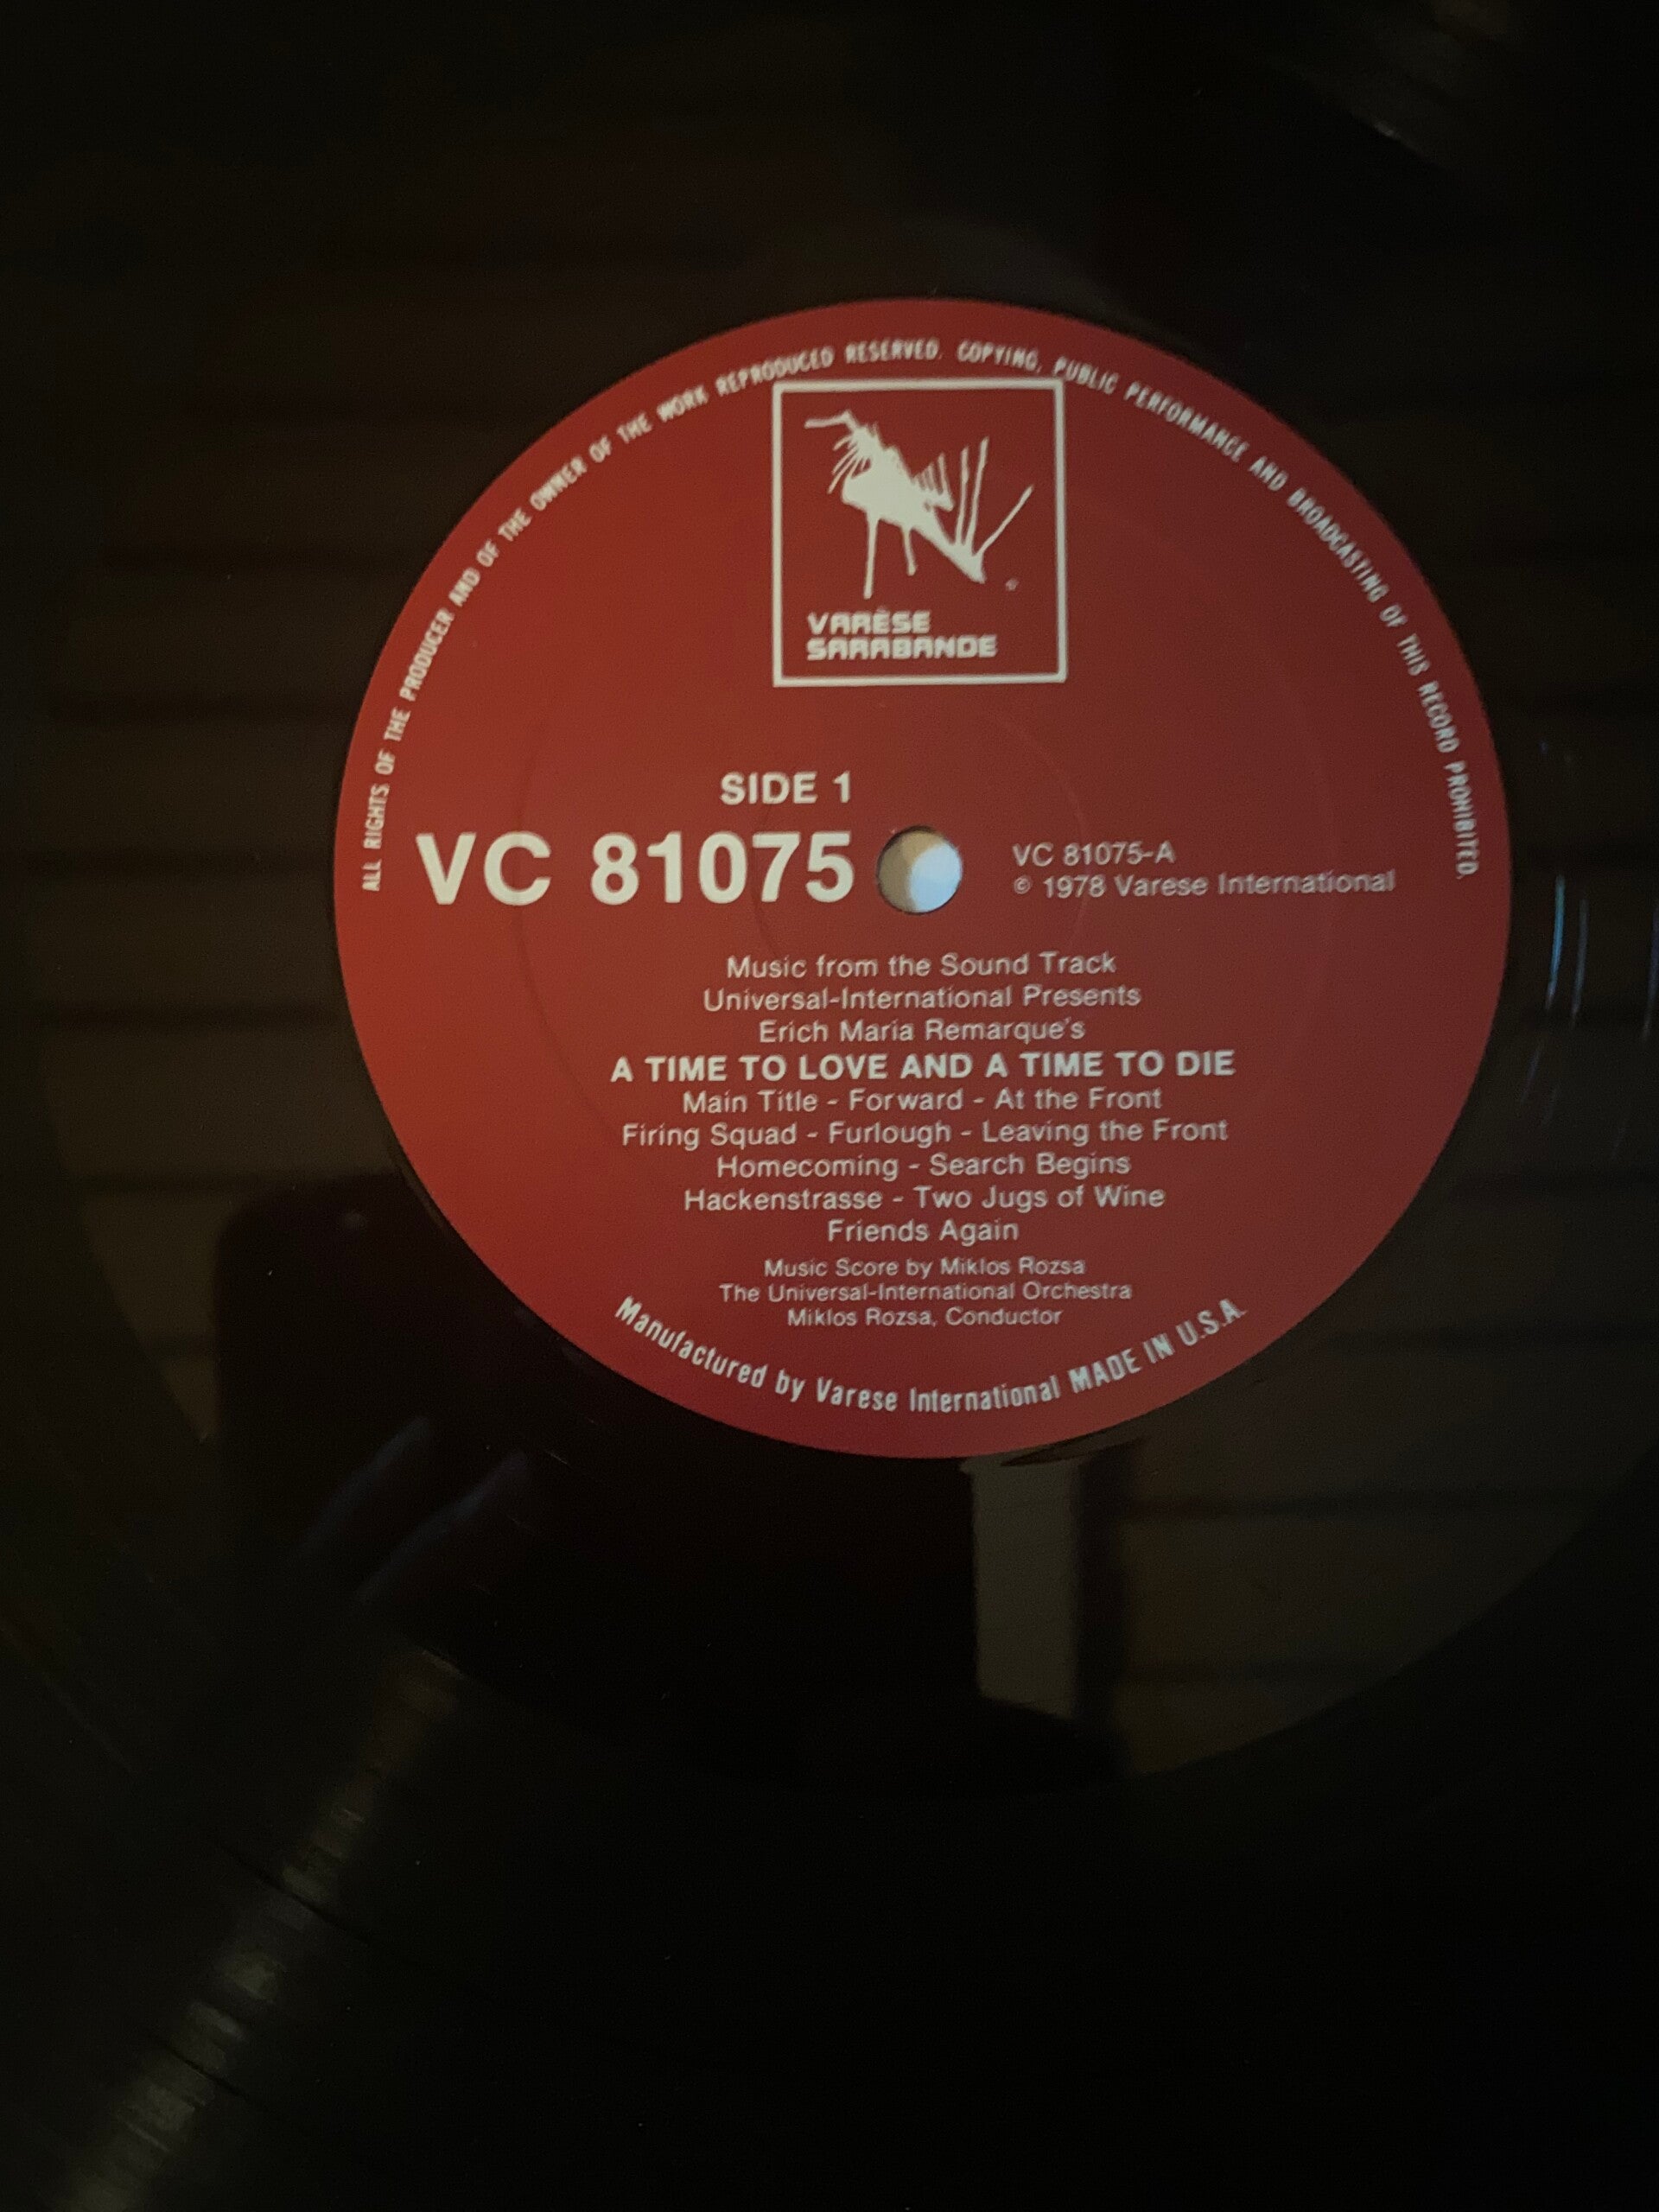 ALL RIGHTS OF THE PRODUCER AND OF THE OWNER OF THE WORK REPRODUCED RESERVED. COPYING, PUBLIC PERFORMANCE AND BROADCASTING OF THIS RECORD PROHIBITED.
VARÈSE
SARABANDE
SIDE 1
VC 81075
VC 81075-A
© 1978 Varese International
Music from the Sound Track
Universal-International Presents
Erich Maria Remarque's
A TIME TO LOVE AND A TIME TO DIE
Main Title - Forward - At the Front
Firing Squad - Furlough - Leaving the Front
Homecoming - Search Begins
Hackenstrasse - Two Jugs of Wine
Friends Again
Music Score by Miklos Rozsa
The Universal-International Orchestra
Miklos Rozsa, Conductor
Manufactured by Varese International MADE IN U.S.A.